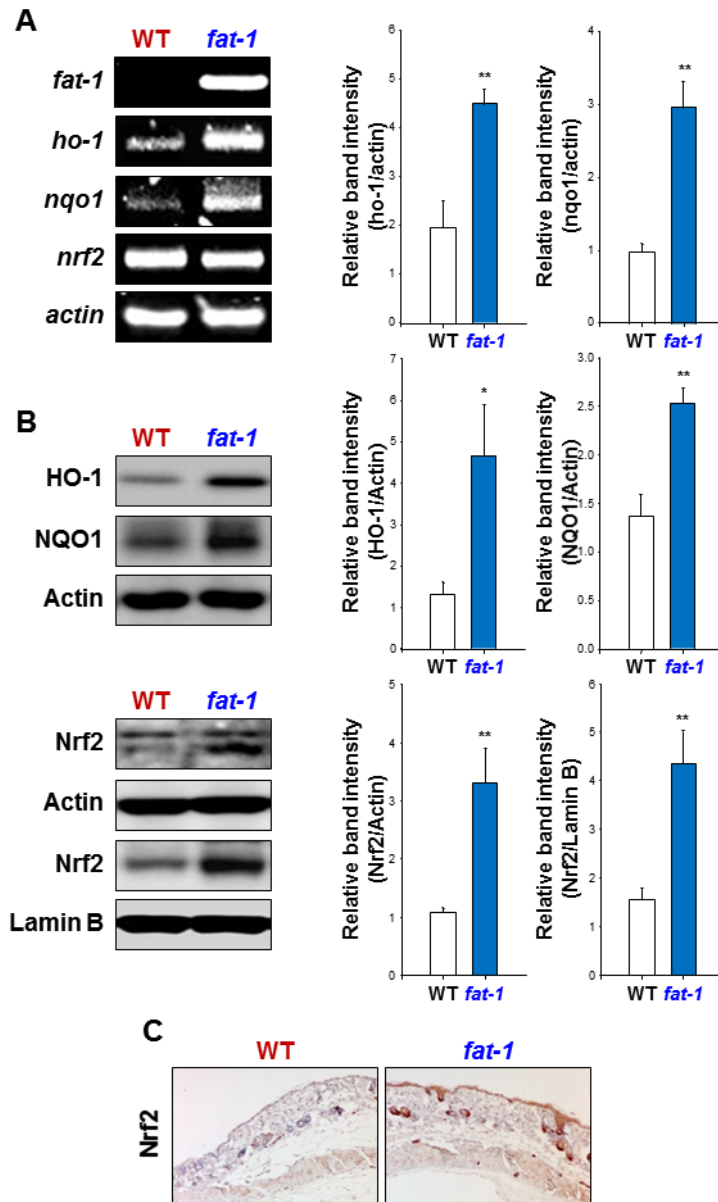 A
WT fat-1
fat-1
ho-1
nqo1
nrf2
actin
Relative band intensity
(ho-1/actin)
6
5
4
3
2
1
0
**
WT fat-1
Relative band intensity
(nqo1/actin)
4
3
2
1
0
**
WT fat-1
B
WT fat-1
HO-1
NQO1
Actin
Relative band intensity
(HO-1/Actin)
7
6
5
4
3
2
1
0
*
WT fat-1
Relative band intensity
(NQO1/Actin)
3.0
2.5
2.0
1.5
1.0
0.5
0.0
**
WT fat-1
WT fat-1
Nrf2
Actin
Nrf2
Lamin B
Relative band intensity
(Nrf2/Actin)
5
4
3
2
1
0
**
WT fat-1
Relative band intensity
(Nrf2/Lamin B)
6
5
4
3
2
1
0
**
WT fat-1
C
WT fat-1
Nrf2